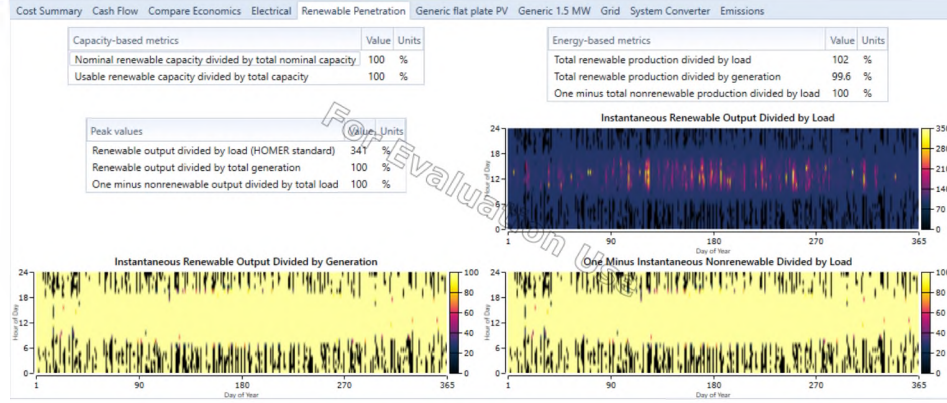 Cost Summary Cash Flow Compare Economics Electrical Renewable Penetration Generic flat plate PV Generic 1.5 MW Grid System Converter Emissions
Capacity-based metrics Value Units
Nominal renewable capacity divided by total nominal capacity 100 %
Usable renewable capacity divided by total capacity 100 %
Energy-based metrics Value Units
Total renewable production divided by load 102 %
Total renewable production divided by generation 99.6 %
One minus total nonrenewable production divided by load 100 %
Peak values Value Units
Renewable output divided by load (HOMER standard) 341 %
Renewable output divided by total generation 100 %
One minus nonrenewable output divided by total load 100 %
For Evaluation Use
Instantaneous Renewable Output Divided by Load
Hour of Day
24
18
12
6
0
1 90 180 270 365
Day of Year
350
280
210
140
70
0
Instantaneous Renewable Output Divided by Generation
Hour of Day
24
18
12
6
0
1 90 180 270 365
Day of Year
100
80
60
40
20
0
One Minus Instantaneous Nonrenewable Divided by Load
Hour of Day
24
18
12
6
0
1 90 180 270 365
Day of Year
100
80
60
40
20
0